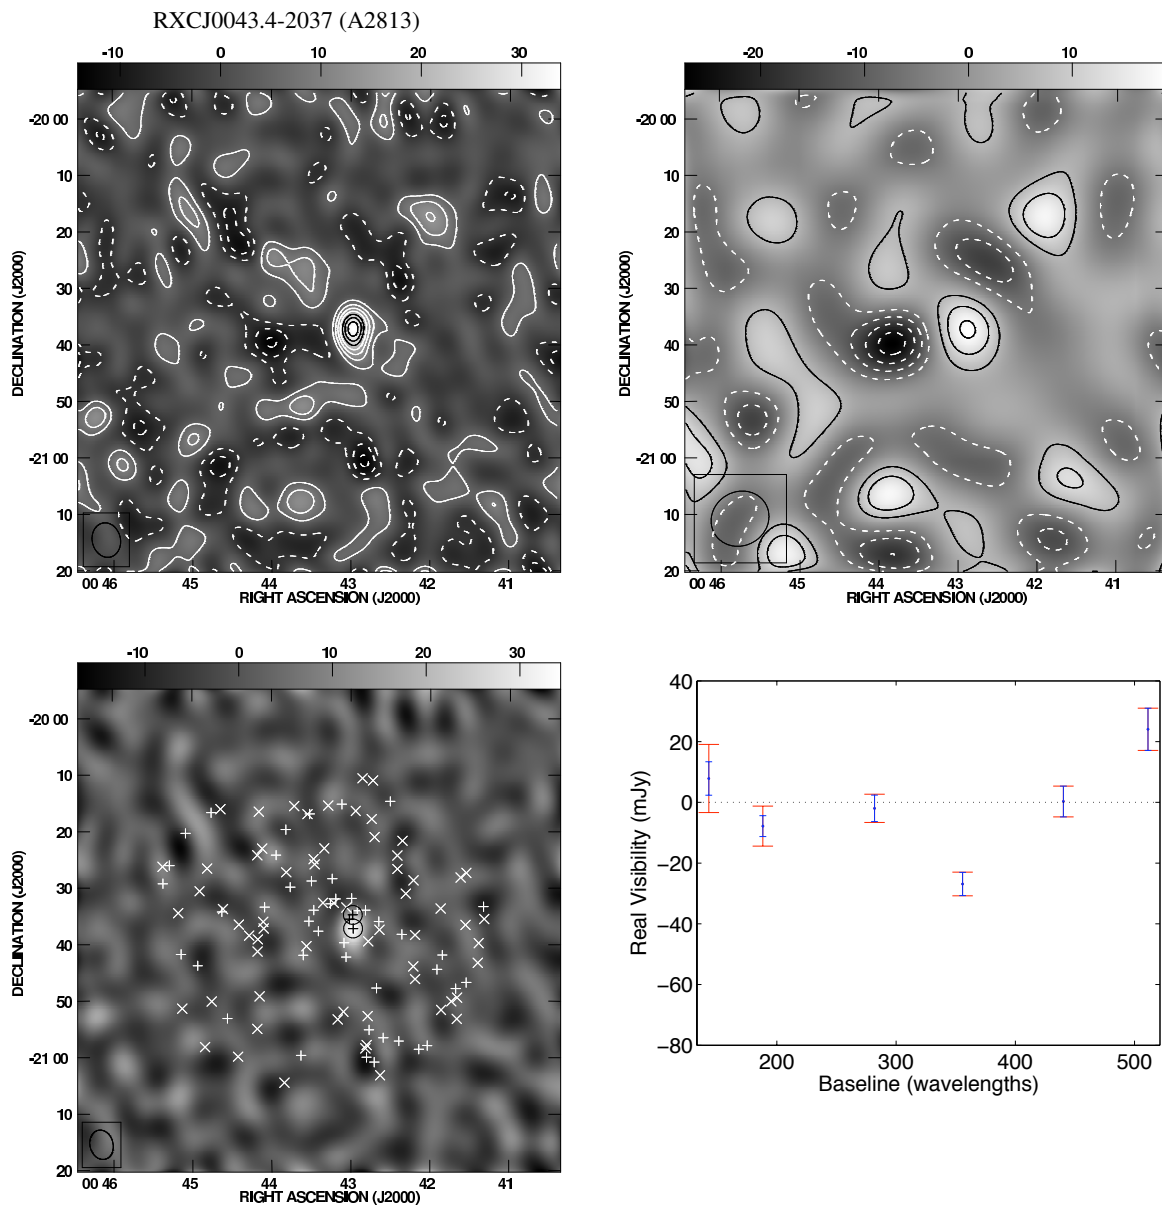 RXCJ0043.4-2037 (A2813)
-10 0 10 20 30
-20 00
10
20
30
40
50
-21 00
10
20
DECLINATION (J2000)
00 46 45 44 43 42 41
RIGHT ASCENSION (J2000)
-20 -10 0 10
-20 00
10
20
30
40
50
-21 00
10
20
DECLINATION (J2000)
00 46 45 44 43 42 41
RIGHT ASCENSION (J2000)
-10 0 10 20 30
-20 00
10
20
30
40
50
-21 00
10
20
DECLINATION (J2000)
00 46 45 44 43 42 41
RIGHT ASCENSION (J2000)
40
20
0
−20
−40
−60
−80
Real Visibility (mJy)
200 300 400 500
Baseline (wavelengths)